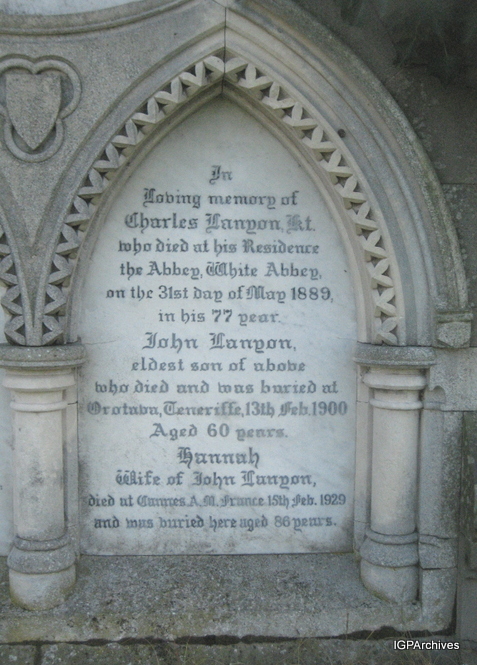 In
Loving memory of
Charles Lanyon, Kt.
who died at his Residence
the Abbey, White Abbey,
on the 31st day of May 1889,
in his 77 year.
John Lanyon,
eldest son of above
who died and was buried at
Orotava, Teneriffe, 13th Feb. 1900
Aged 60 years.
Hannah
Wife of John Lanyon,
died at Cannes A.M. France 15th Feb. 1929
and was buried here aged 86 years.
IGPArchives